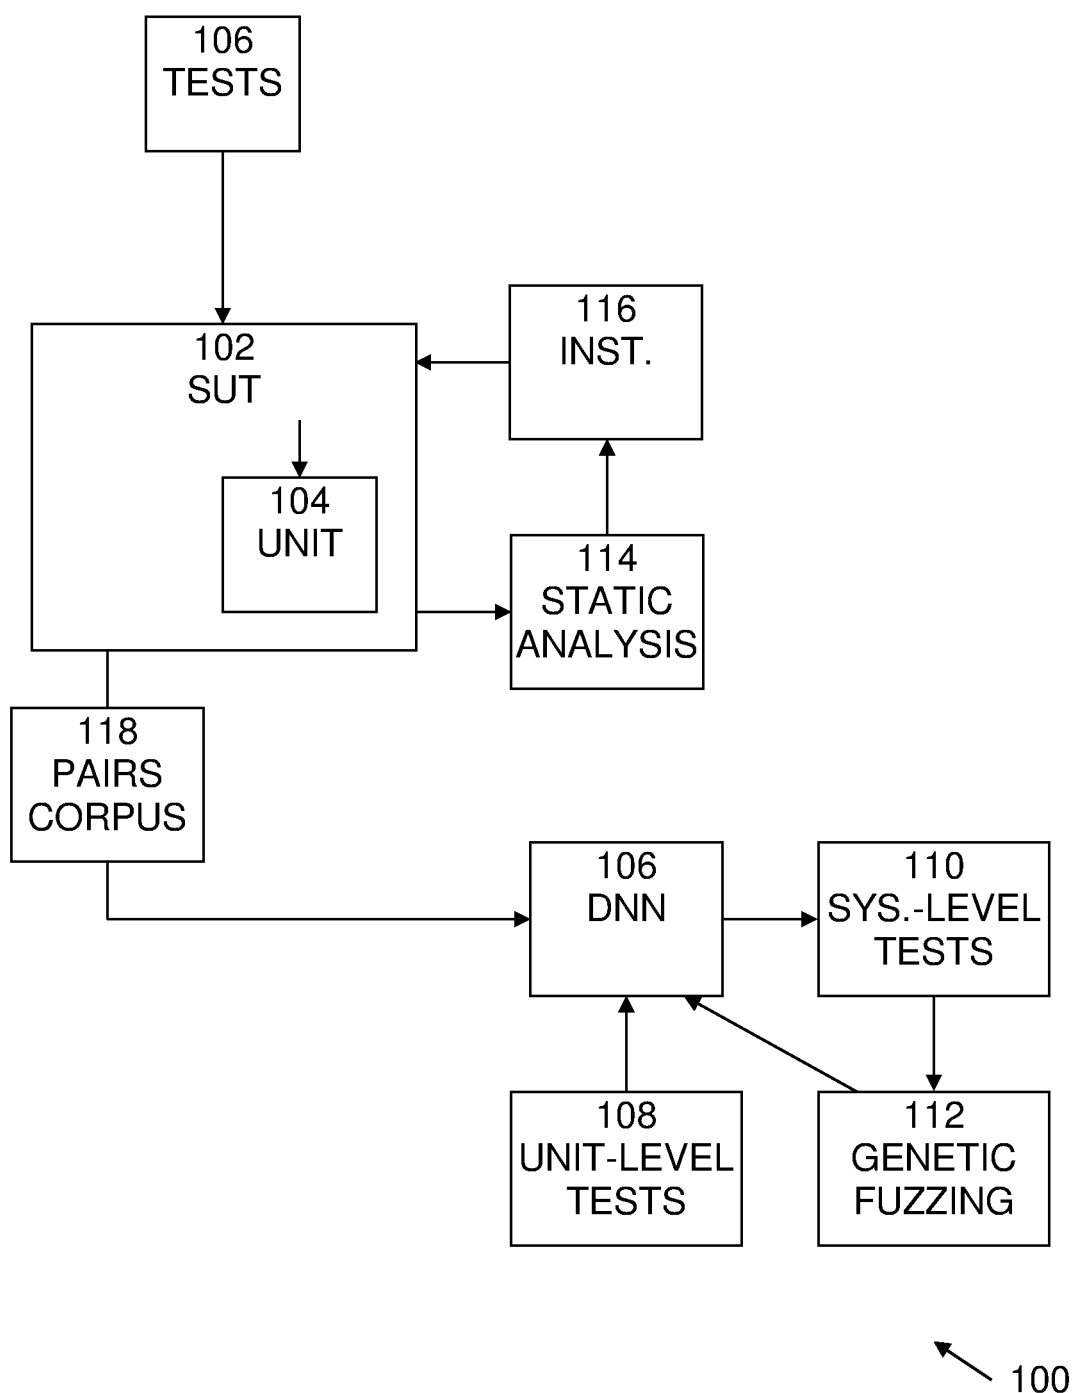 106
TESTS
116
INST.
102
SUT
104
UNIT
114
STATIC
ANALYSIS
118
PAIRS
CORPUS
106
DNN
110
SYS.-LEVEL
TESTS
108
UNIT-LEVEL
TESTS
112
GENETIC
FUZZING
100